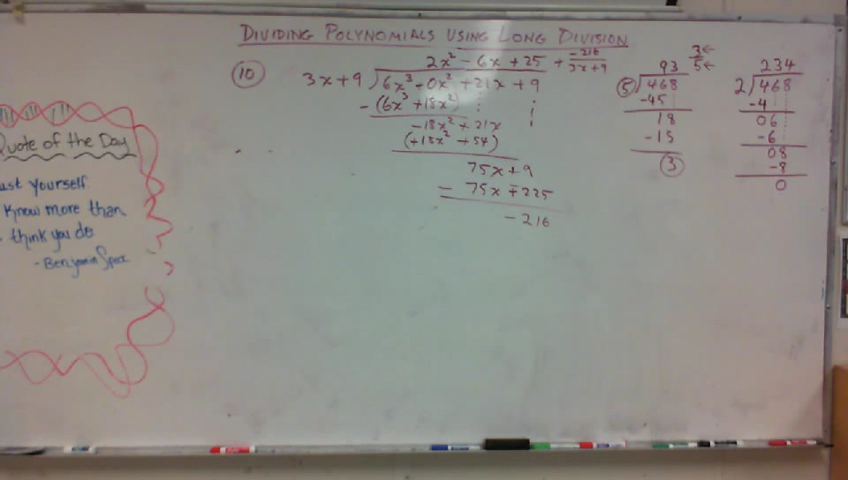 DIVIDING POLYNOMIALS USING LONG DIVISION
Quote of the Day
ust yourself.
Know more than
think you do
- Benjamin Spock
10
2x² - 6x + 25 + -216/3x+9
3x+9 ) 6x³ + 0x² + 21x + 9
- (6x³ + 18x²)
-18x² + 21x
75x + 9
75x + 225
- 216
93
3
5
5 ) 468
-45
18
-15
3
234
2 ) 468
-4
06
-6
08
-8
0